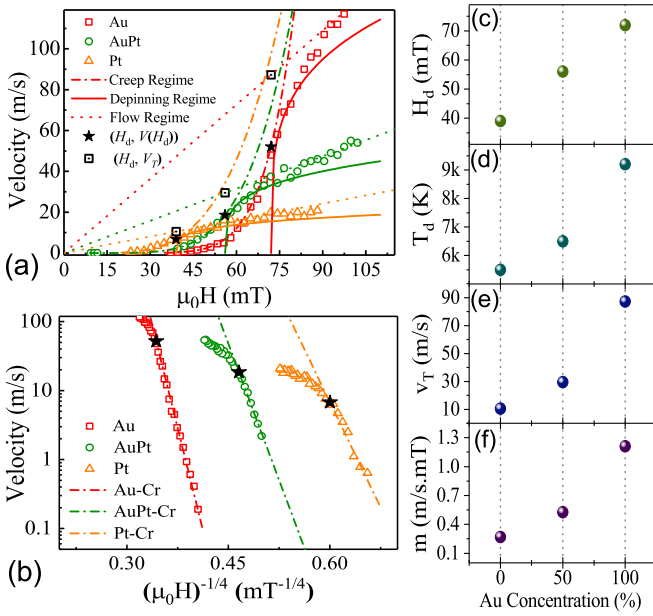 (a)
Velocity (m/s)
100
80
60
40
20
0
Au
AuPt
Pt
Creep Regime
Depinning Regime
Flow Regime
(H_d, V(H_d))
(H_d, V_T)
0 15 30 45 60 75 90 105
μ₀H (mT)
(b)
Velocity (m/s)
100
10
1
0.1
Au
AuPt
Pt
Au-Cr
AuPt-Cr
Pt-Cr
0.30 0.45 0.60
(μ₀H)⁻¹/⁴ (mT⁻¹/⁴)
(c)
H_d (mT)
70
60
50
40
(d)
T_d (K)
9k
8k
7k
6k
(e)
v_T (m/s)
90
70
50
30
10
(f)
m (m/s.mT)
1.3
1.0
0.7
0.4
0.1
0 50 100
Au Concentration (%)